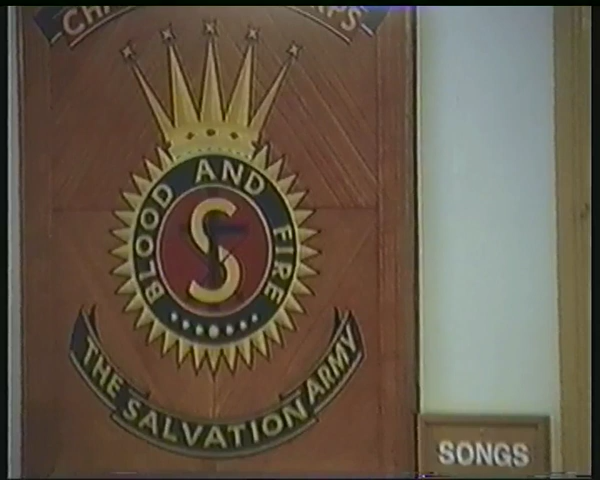 BLOOD AND FIRE
S
THE SALVATION ARMY
SONGS